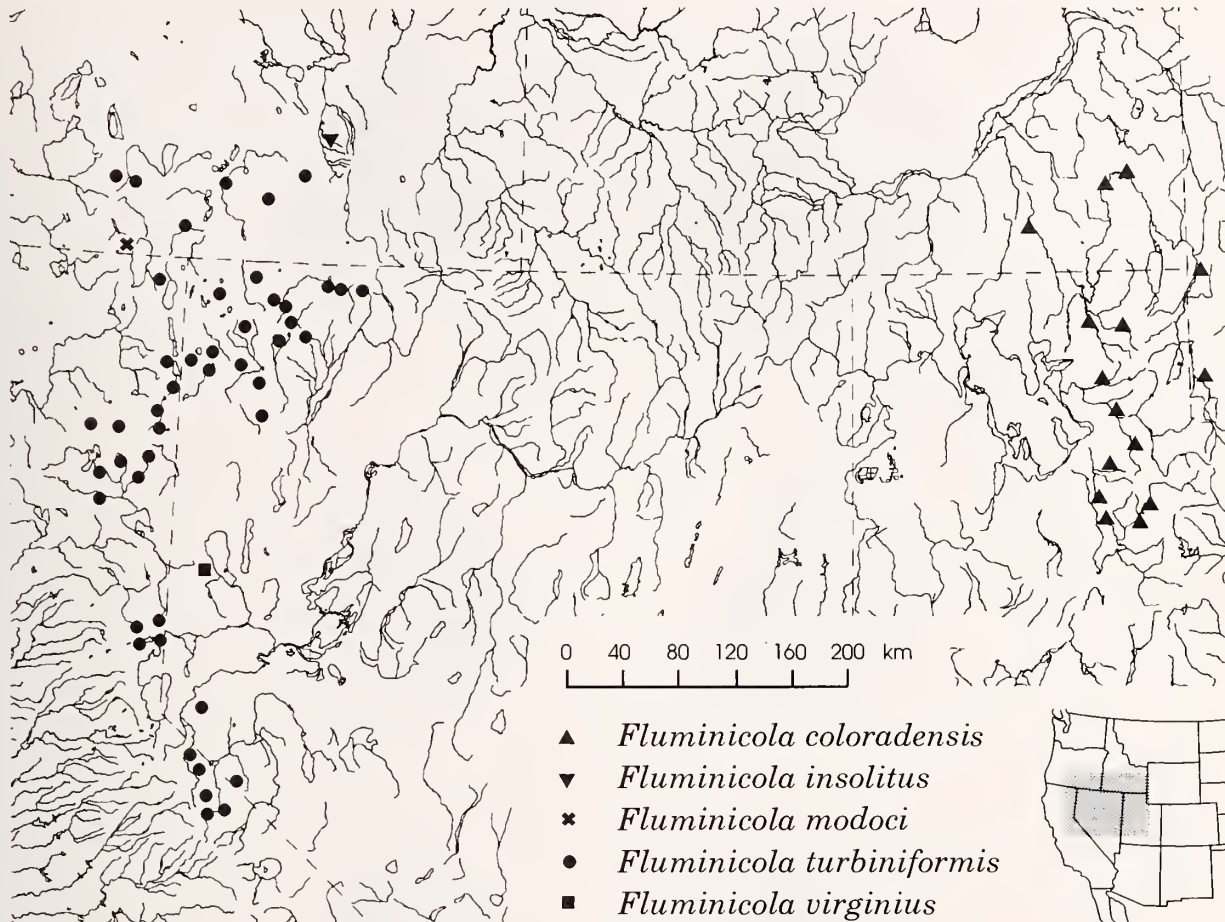 0 40 80 120 160 200 km
Fluminicola coloradensis
Fluminicola insolitus
Fluminicola modoci
Fluminicola turbiniformis
Fluminicola virginius